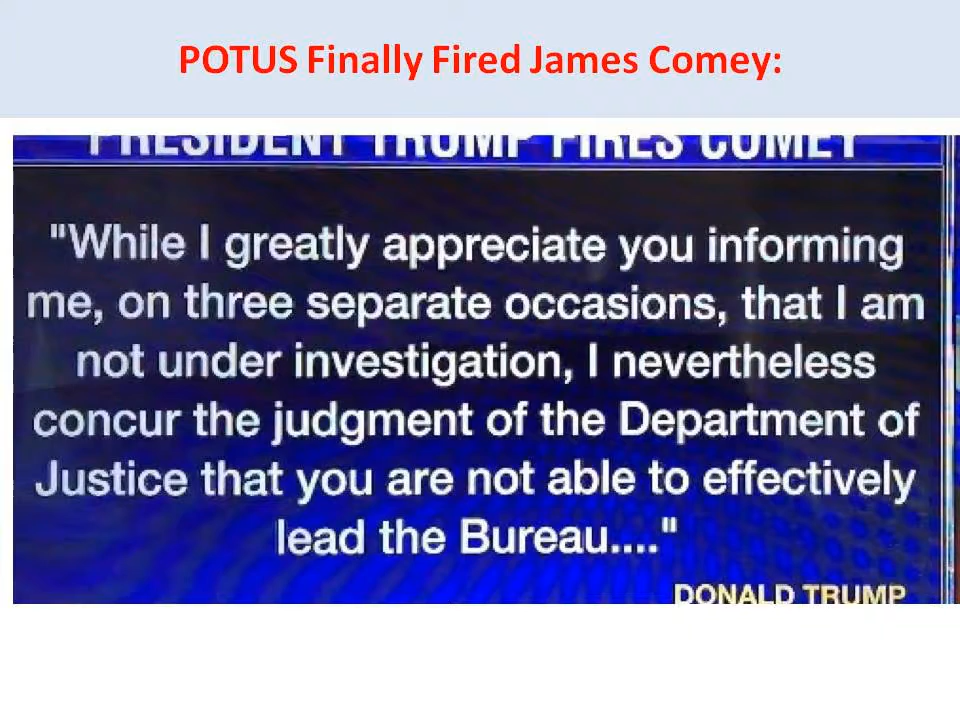 POTUS Finally Fired James Comey:
PRESIDENT TRUMP FIRES COMEY
"While I greatly appreciate you informing
me, on three separate occasions, that I am
not under investigation, I nevertheless
concur the judgment of the Department of
Justice that you are not able to effectively
lead the Bureau...."
DONALD TRUMP